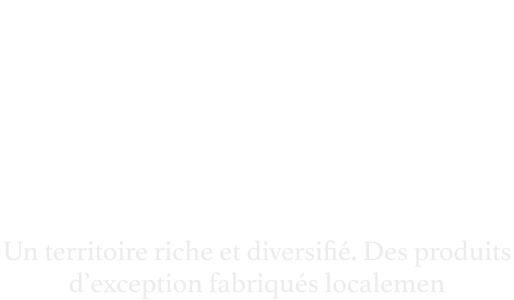 Un territoire riche et diversifié. Des produits
d’exception fabriqués localemen